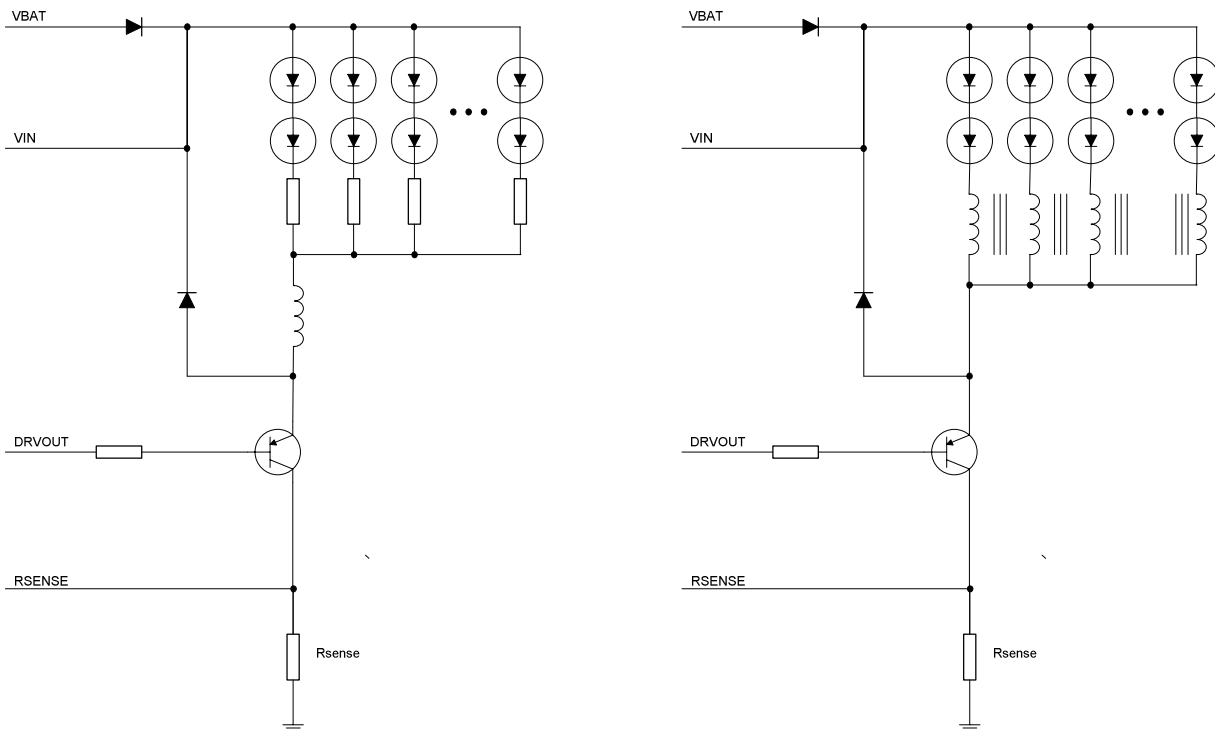 VBAT
VBAT
VIN
VIN
DRVOUT
DRVOUT
RSENSE
RSENSE
Rsense
Rsense